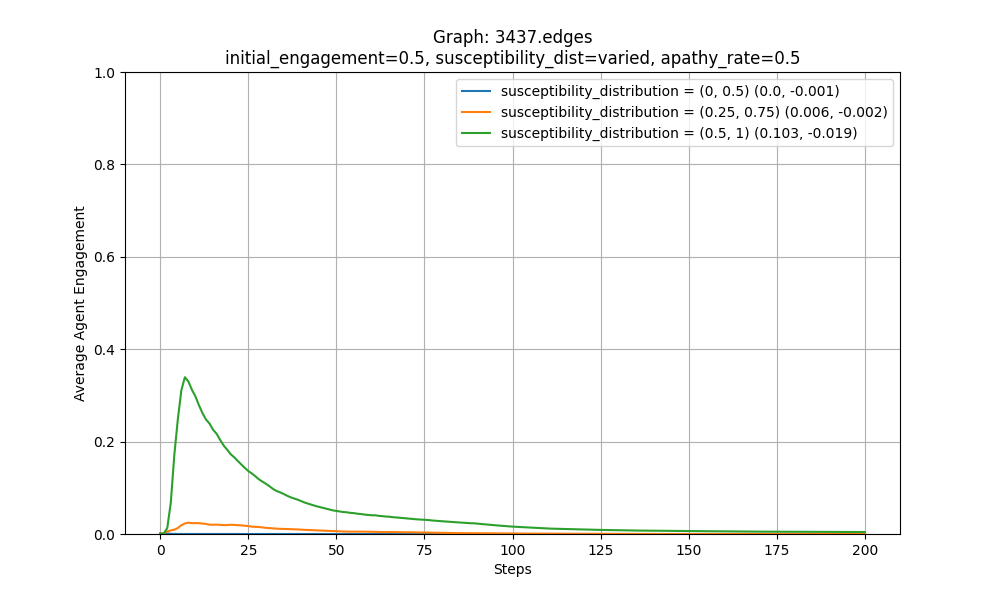 Graph: 3437.edges
initial_engagement=0.5, susceptibility_dist=varied, apathy_rate=0.5
susceptibility_distribution = (0, 0.5) (0.0, -0.001)
susceptibility_distribution = (0.25, 0.75) (0.006, -0.002)
susceptibility_distribution = (0.5, 1) (0.103, -0.019)
Average Agent Engagement
1.0
0.8
0.6
0.4
0.2
0.0
0 25 50 75 100 125 150 175 200
Steps